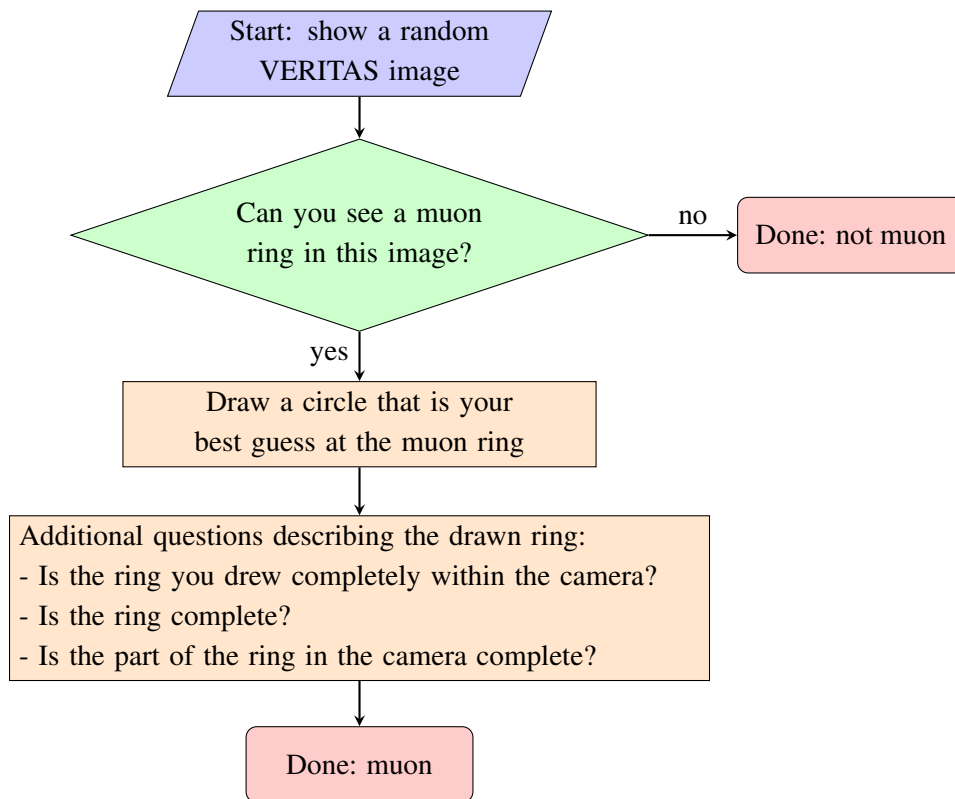 Start: show a random
VERITAS image
Can you see a muon
ring in this image?
no
Done: not muon
yes
Draw a circle that is your
best guess at the muon ring
Additional questions describing the drawn ring:
- Is the ring you drew completely within the camera?
- Is the ring complete?
- Is the part of the ring in the camera complete?
Done: muon